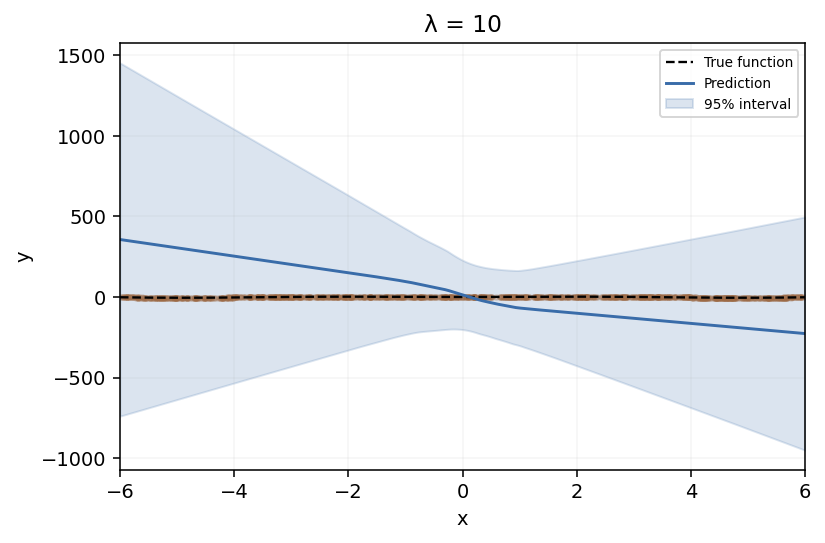 λ = 10
1500
1000
500
0
−500
−1000
y
−6
−4
−2
0
2
4
6
x
True function
Prediction
95% interval